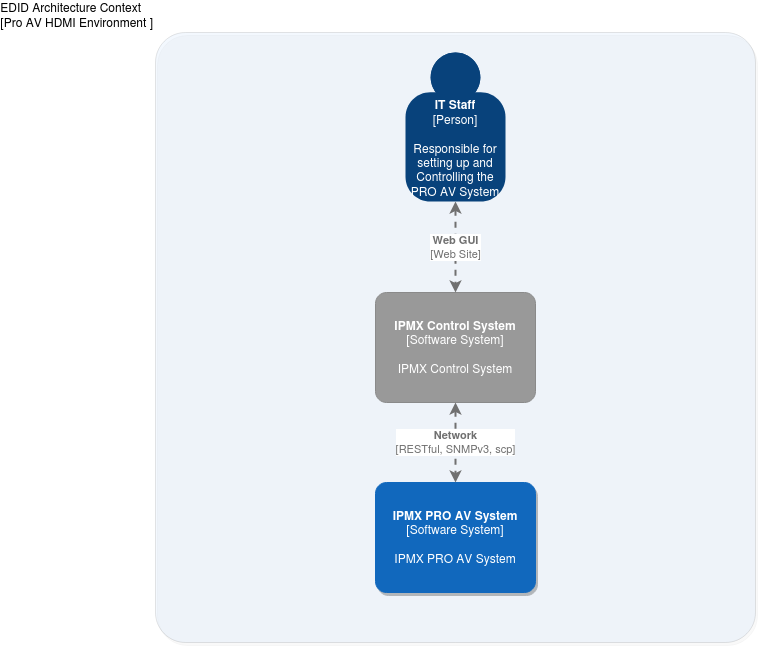 EDID Architecture Context
[Pro AV HDMI Environment ]
IT Staff
[Person]
Responsible for
setting up and
Controlling the
PRO AV System
Web GUI
[Web Site]
IPMX Control System
[Software System]
IPMX Control System
Network
[RESTful, SNMPv3, scp]
IPMX PRO AV System
[Software System]
IPMX PRO AV System